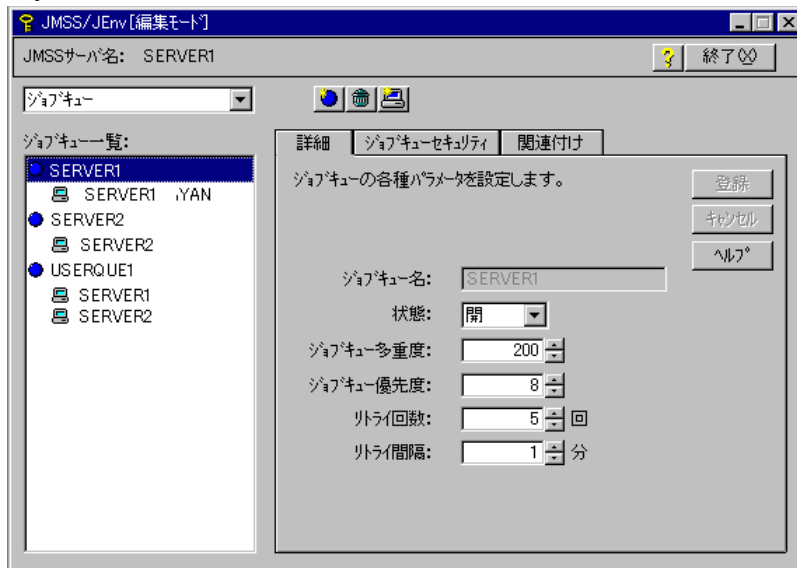 JMSS/JEnv[編集ﾓｰﾄﾞ]
JMSSｻｰﾊﾞ名: SERVER1
終了(X)
ｼﾞｮﾌﾞｷｭｰ
ｼﾞｮﾌﾞｷｭｰ一覧:
SERVER1
SERVER1 YAN
SERVER2
SERVER2
USERQUE1
SERVER1
SERVER2
詳細 ｼﾞｮﾌﾞｷｭｰｾｷｭﾘﾃｨ 関連付け
ｼﾞｮﾌﾞｷｭｰの各種ﾊﾟﾗﾒｰﾀを設定します。
登録
ｷｬﾝｾﾙ
ﾍﾙﾌﾟ
ｼﾞｮﾌﾞｷｭｰ名: SERVER1
状態: 開
ｼﾞｮﾌﾞｷｭｰ多重度: 200
ｼﾞｮﾌﾞｷｭｰ優先度: 8
ﾘﾄﾗｲ回数: 5 回
ﾘﾄﾗｲ間隔: 1 分